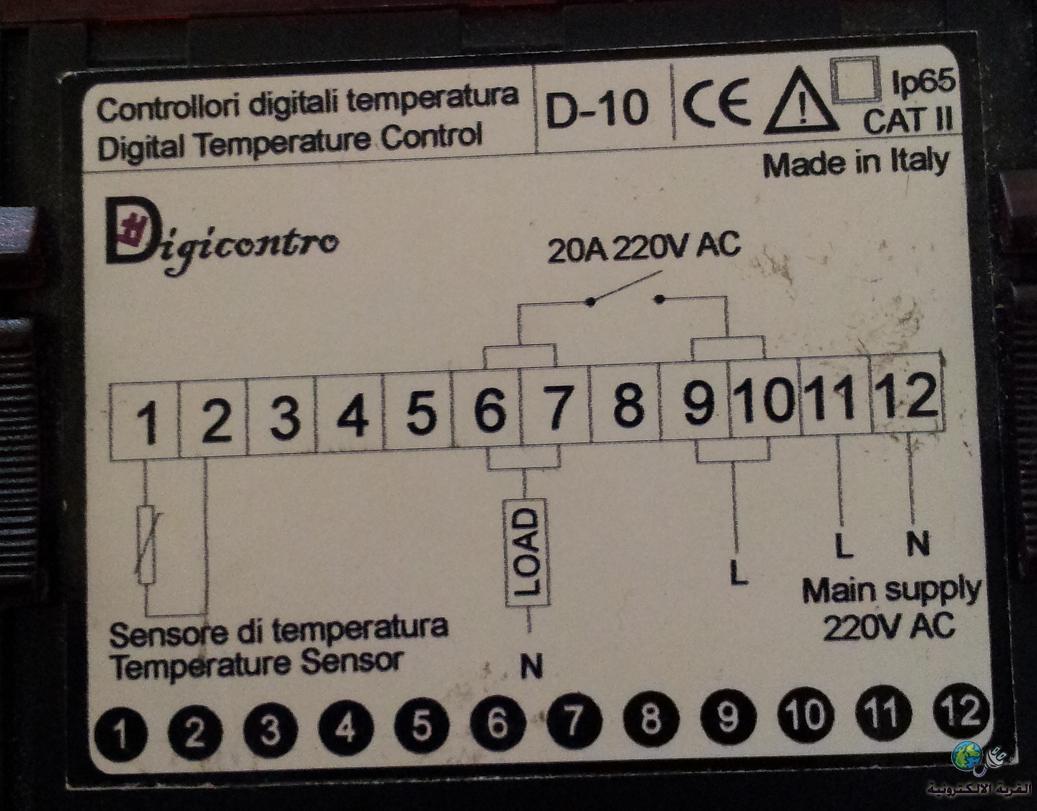 Controllori digitali temperatura
Digital Temperature Control
D-10
CE
Ip65
CAT II
Made in Italy
Digicontro
20A 220V AC
1 2 3 4 5 6 7 8 9 10 11 12
LOAD
L
L
N
Main supply
220V AC
N
Sensore di temperatura
Temperature Sensor
1 2 3 4 5 6 7 8 9 10 11 12
القرية الالكترونية